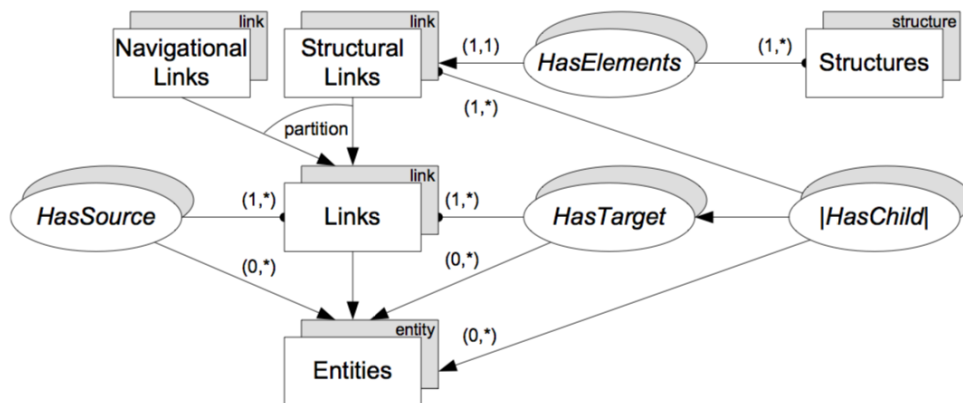 link
link
structure
Navigational
Links
Structural
Links
(1,1)
HasElements
(1,*)
Structures
(1,*)
partition
link
HasSource
(1,*)
Links
(1,*)
HasTarget
|HasChild|
(0,*)
(0,*)
entity
(0,*)
Entities